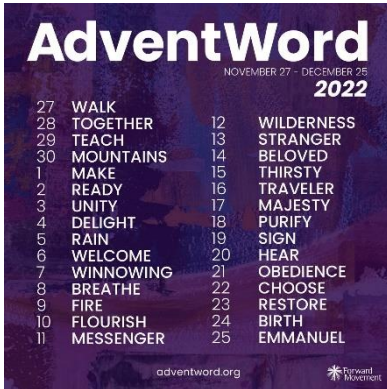 AdventWord
NOVEMBER 27 - DECEMBER 25
2022
27 WALK
28 TOGETHER
29 TEACH
30 MOUNTAINS
1 MAKE
2 READY
3 UNITY
4 DELIGHT
5 RAIN
6 WELCOME
7 WINNOWING
8 BREATHE
9 FIRE
10 FLOURISH
11 MESSENGER
12 WILDERNESS
13 STRANGER
14 BELOVED
15 THIRSTY
16 TRAVELER
17 MAJESTY
18 PURIFY
19 SIGN
20 HEAR
21 OBEDIENCE
22 CHOOSE
23 RESTORE
24 BIRTH
25 EMMANUEL
adventword.org
Forward
Movement